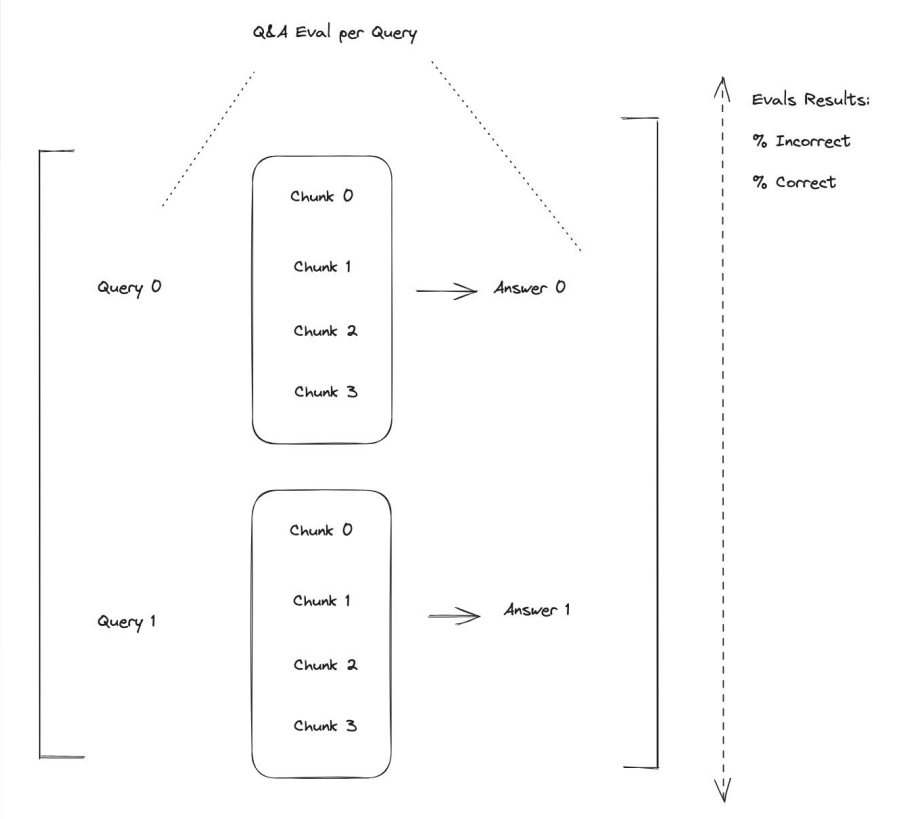 Q&A Eval per Query
Evals Results:
% Incorrect
% Correct
Query 0
Chunk 0
Chunk 1
Chunk 2
Chunk 3
Answer 0
Query 1
Chunk 0
Chunk 1
Chunk 2
Chunk 3
Answer 1